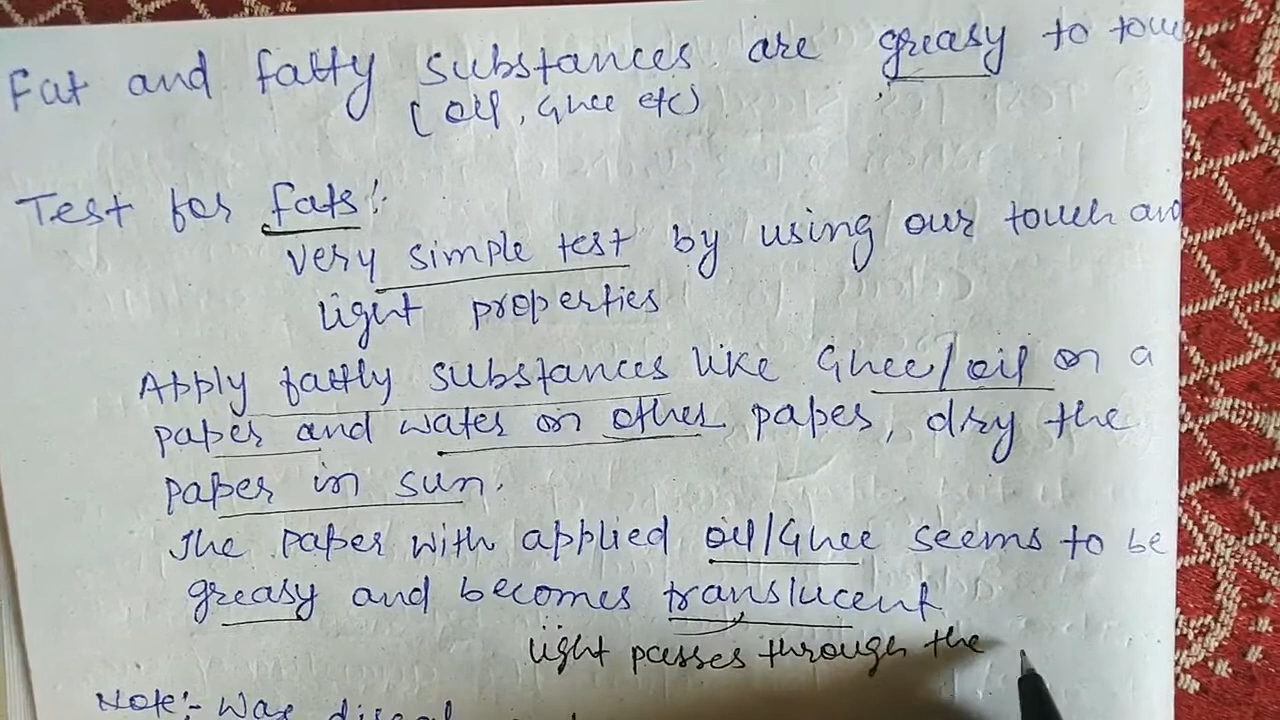 Fat and fatty substances are greasy to touc
(oil, Ghee etc)
Test for fats:
very simple test by using our touch and
light properties
Apply fattly substances like Ghee/oil on a
paper and water on other paper, dry the
paper in sun.
The paper with applied oil/Ghee seems to be
greasy and becomes translucent
light passes through the
Note:- Wax